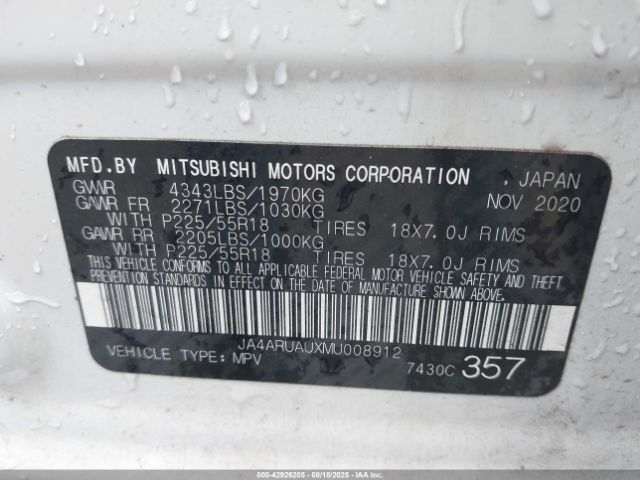 MFD.BY MITSUBISHI MOTORS CORPORATION , JAPAN
GVWR 4343LBS/1970KG NOV 2020
GAWR FR 2271LBS/1030KG
WITH P225/55R18 TIRES 18X7.0J RIMS
GAWR RR 2205LBS/1000KG
WITH P225/55R18 TIRES 18X7.0J RIMS
THIS VEHICLE CONFORMS TO ALL APPLICABLE FEDERAL MOTOR VEHICLE SAFETY AND THEFT
PREVENTION STANDARDS IN EFFECT ON THE DATE OF MANUFACTURE SHOWN ABOVE.
JA4ARUAUXMU008912
VEHICLE TYPE: MPV 7430C 357
000-42926205 - 08/18/2025 - IAAI.COM